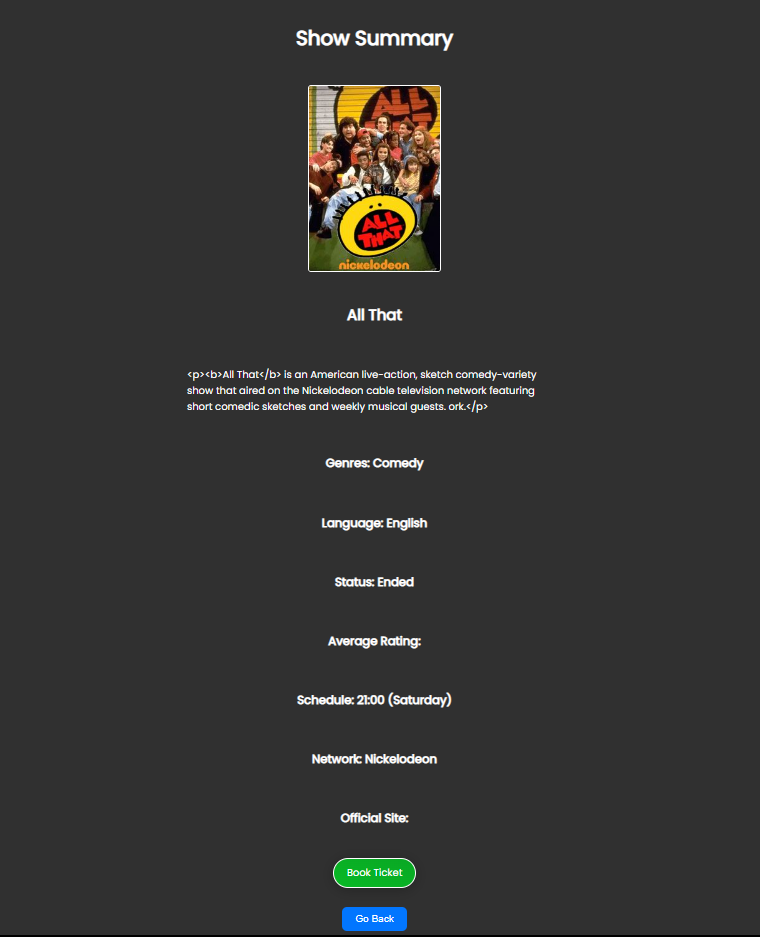 Show Summary
ALL
ALL
THAT
nickelodeon
All That
<p><b>All That</b> is an American live-action, sketch comedy-variety
show that aired on the Nickelodeon cable television network featuring
short comedic sketches and weekly musical guests. ork.</p>
Genres: Comedy
Language: English
Status: Ended
Average Rating:
Schedule: 21:00 (Saturday)
Network: Nickelodeon
Official Site:
Book Ticket
Go Back